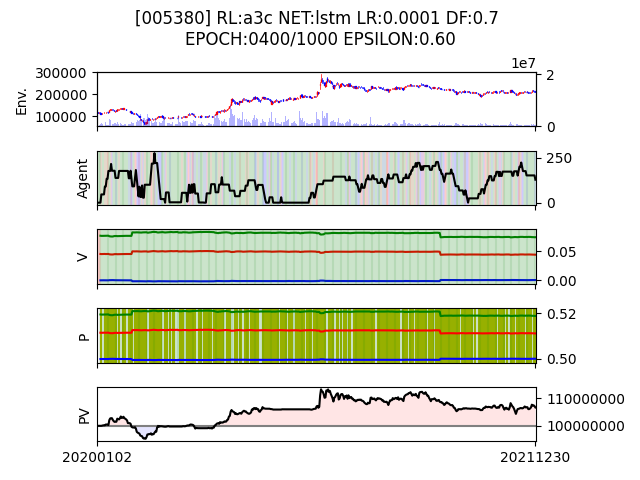 [005380] RL:a3c NET:lstm LR:0.0001 DF:0.7
EPOCH:0400/1000 EPSILON:0.60
1e7
300000
200000
100000
Env.
2
0
Agent
250
0
V
0.05
0.00
P
0.52
0.50
PV
110000000
100000000
20200102
20211230